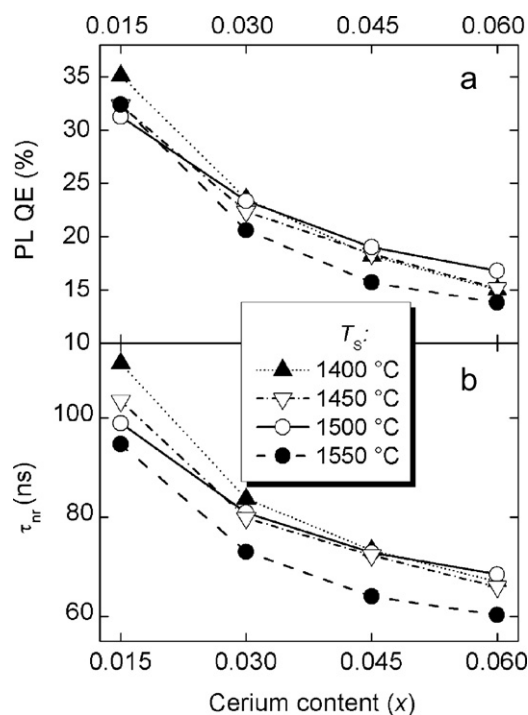 0.015 0.030 0.045 0.060
35
a
30
PL QE (%)
25
20
15
10
T_S:
1400 °C
1450 °C
1500 °C
1550 °C
b
100
τ_nr (ns)
80
60
0.015 0.030 0.045 0.060
Cerium content (x)